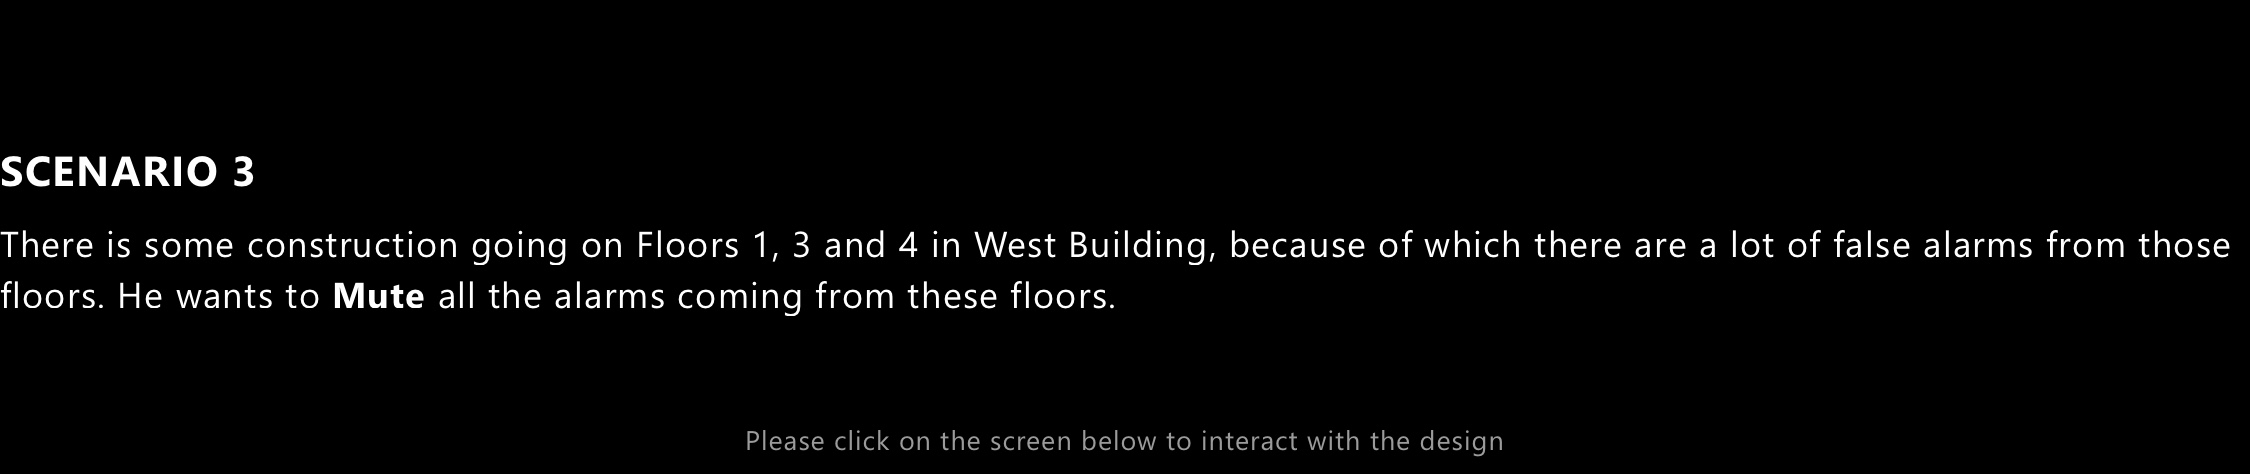 SCENARIO 3
There is some construction going on Floors 1, 3 and 4 in West Building, because of which there are a lot of false alarms from those
floors. He wants to Mute all the alarms coming from these floors.
Please click on the screen below to interact with the design